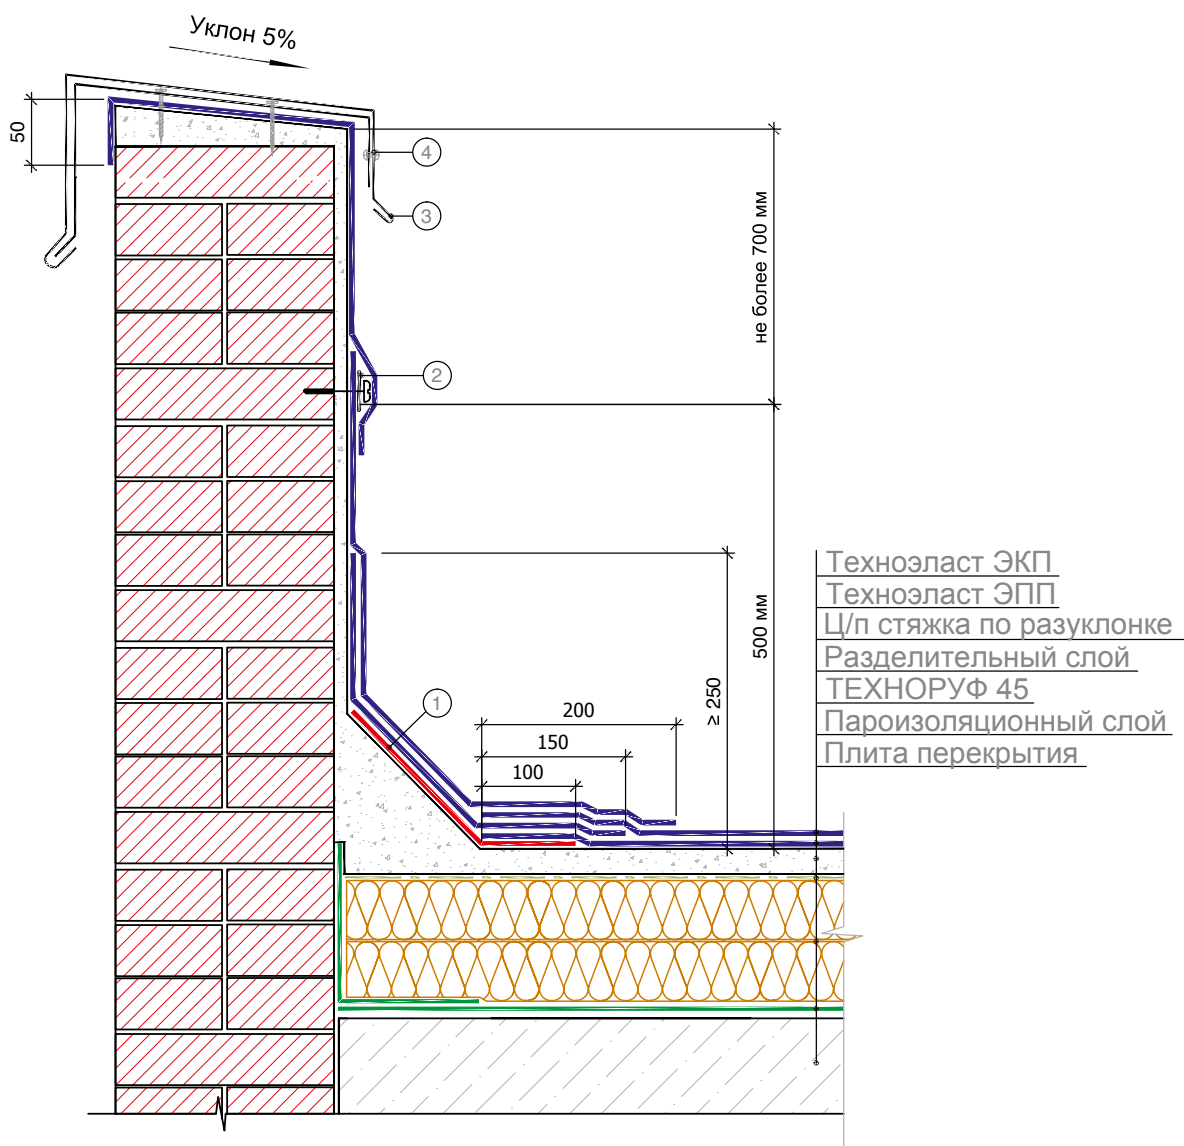 Уклон 5%
50
4
3
не более 700 мм
2
500 мм
≥ 250
1
200
150
100
Техноэласт ЭКП
Техноэласт ЭПП
Ц/п стяжка по разуклонке
Разделительный слой
ТЕХНОРУФ 45
Пароизоляционный слой
Плита перекрытия